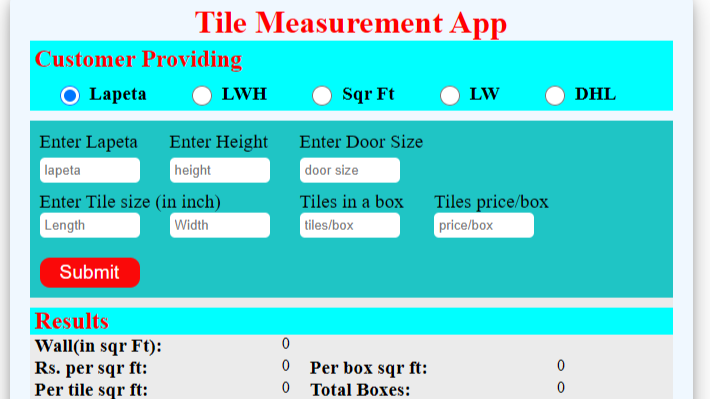 Tile Measurement App
Customer Providing
Lapeta LWH Sqr Ft LW DHL
Enter Lapeta Enter Height Enter Door Size
lapeta height door size
Enter Tile size (in inch) Tiles in a box Tiles price/box
Length Width tiles/box price/box
Submit
Results
Wall(in sqr Ft): 0
Rs. per sqr ft: 0 Per box sqr ft: 0
Per tile sqr ft: 0 Total Boxes: 0